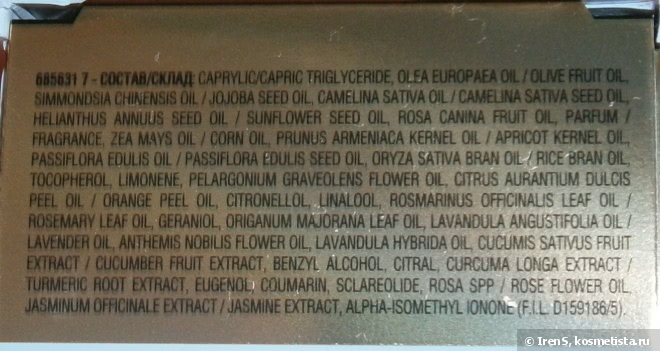 685631 7 - СОСТАВ/СКЛАД: CAPRYLIC/CAPRIC TRIGLYCERIDE, OLEA EUROPAEA OIL / OLIVE FRUIT OIL,
SIMMONDSIA CHINENSIS OIL / JOJOBA SEED OIL, CAMELINA SATIVA OIL / CAMELINA SATIVA SEED OIL,
HELIANTHUS ANNUUS SEED OIL / SUNFLOWER SEED OIL, ROSA CANINA FRUIT OIL, PARFUM /
FRAGRANCE, ZEA MAYS OIL / CORN OIL, PRUNUS ARMENIACA KERNEL OIL / APRICOT KERNEL OIL,
PASSIFLORA EDULIS OIL / PASSIFLORA EDULIS SEED OIL, ORYZA SATIVA BRAN OIL / RICE BRAN OIL,
TOCOPHEROL, LIMONENE, PELARGONIUM GRAVEOLENS FLOWER OIL, CITRUS AURANTIUM DULCIS
PEEL OIL / ORANGE PEEL OIL, CITRONELLOL, LINALOOL, ROSMARINUS OFFICINALIS LEAF OIL /
ROSEMARY LEAF OIL, GERANIOL, ORIGANUM MAJORANA LEAF OIL, LAVANDULA ANGUSTIFOLIA OIL /
LAVENDER OIL, ANTHEMIS NOBILIS FLOWER OIL, LAVANDULA HYBRIDA OIL, CUCUMIS SATIVUS FRUIT
EXTRACT / CUCUMBER FRUIT EXTRACT, BENZYL ALCOHOL, CITRAL, CURCUMA LONGA EXTRACT /
TURMERIC ROOT EXTRACT, EUGENOL, COUMARIN, SCLAREOLIDE, ROSA SPP / ROSE FLOWER OIL,
JASMINUM OFFICINALE EXTRACT / JASMINE EXTRACT, ALPHA-ISOMETHYL IONONE (F.I.L. D159186/5).
© IrenS, kosmetista.ru